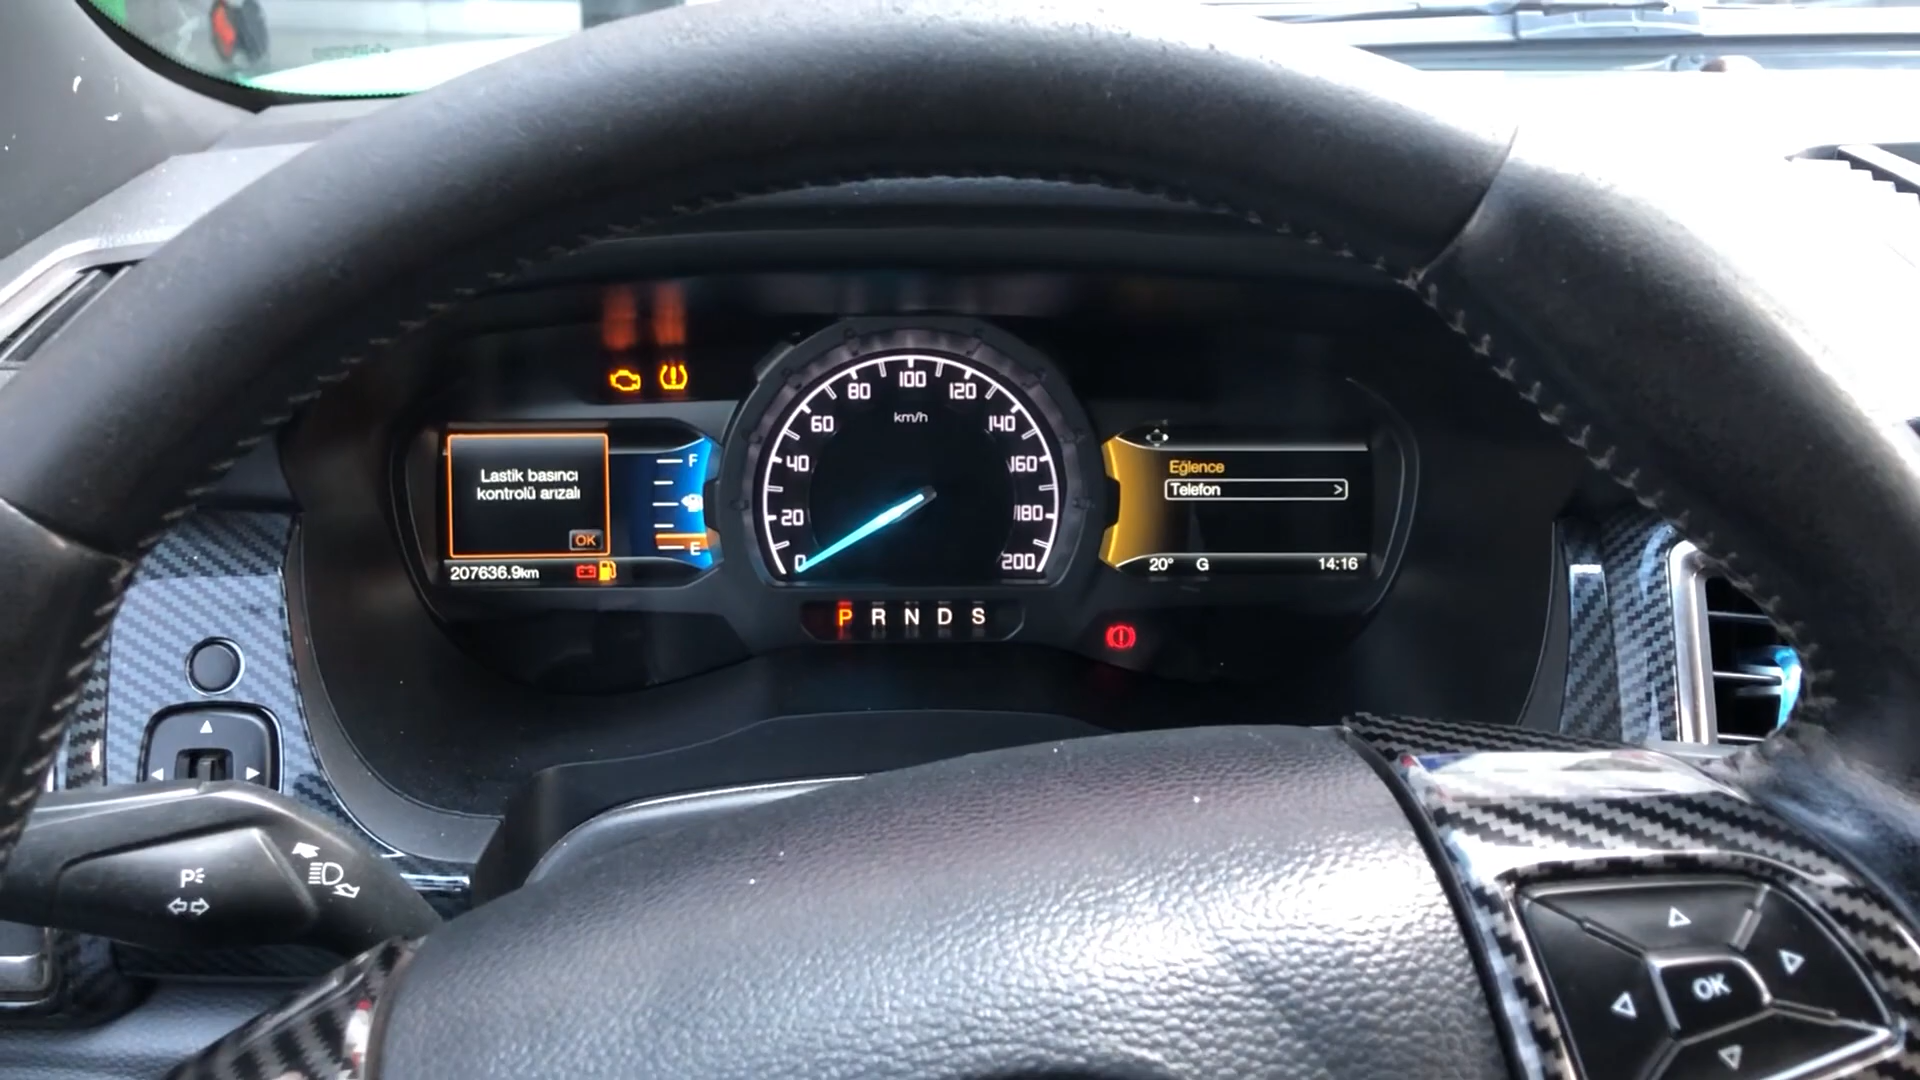 Lastik basıncı
kontrolü arızalı
OK
F
E
207636.9km
0
20
40
60
80
100
120
140
160
180
200
km/h
P R N D S
Eğlence
Telefon >
20° G 14:16
P
OK